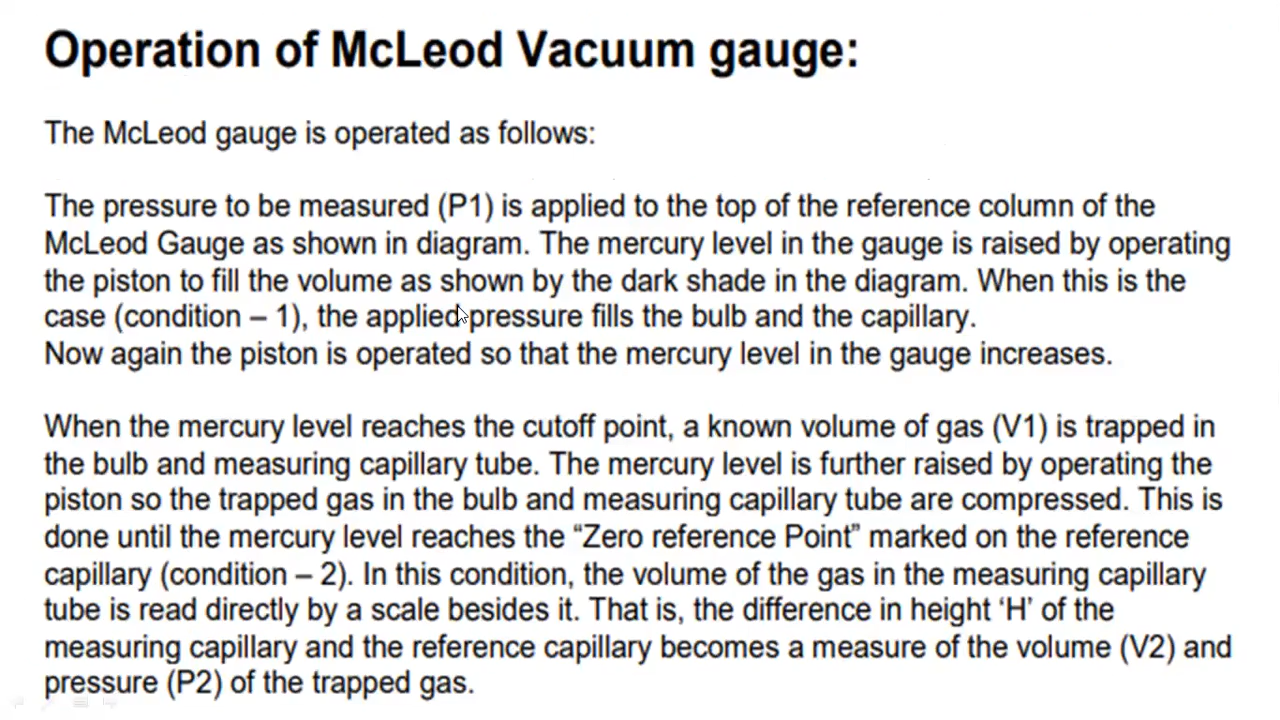 Operation of McLeod Vacuum gauge:
The McLeod gauge is operated as follows:
The pressure to be measured (P1) is applied to the top of the reference column of the
McLeod Gauge as shown in diagram. The mercury level in the gauge is raised by operating
the piston to fill the volume as shown by the dark shade in the diagram. When this is the
case (condition – 1), the applied pressure fills the bulb and the capillary.
Now again the piston is operated so that the mercury level in the gauge increases.
When the mercury level reaches the cutoff point, a known volume of gas (V1) is trapped in
the bulb and measuring capillary tube. The mercury level is further raised by operating the
piston so the trapped gas in the bulb and measuring capillary tube are compressed. This is
done until the mercury level reaches the “Zero reference Point” marked on the reference
capillary (condition – 2). In this condition, the volume of the gas in the measuring capillary
tube is read directly by a scale besides it. That is, the difference in height ‘H’ of the
measuring capillary and the reference capillary becomes a measure of the volume (V2) and
pressure (P2) of the trapped gas.